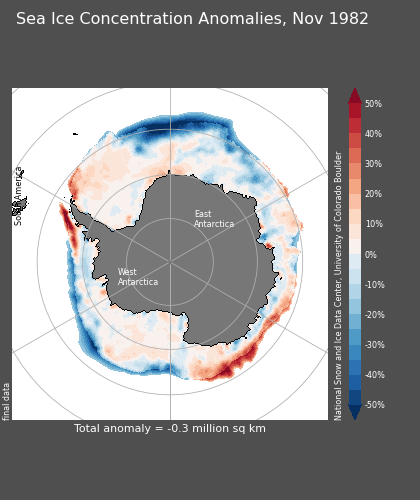 Sea Ice Concentration Anomalies, Nov 1982
South America
East
Antarctica
West
Antarctica
50%
40%
30%
20%
10%
0%
-10%
-20%
-30%
-40%
-50%
National Snow and Ice Data Center, University of Colorado Boulder
final data
Total anomaly = -0.3 million sq km